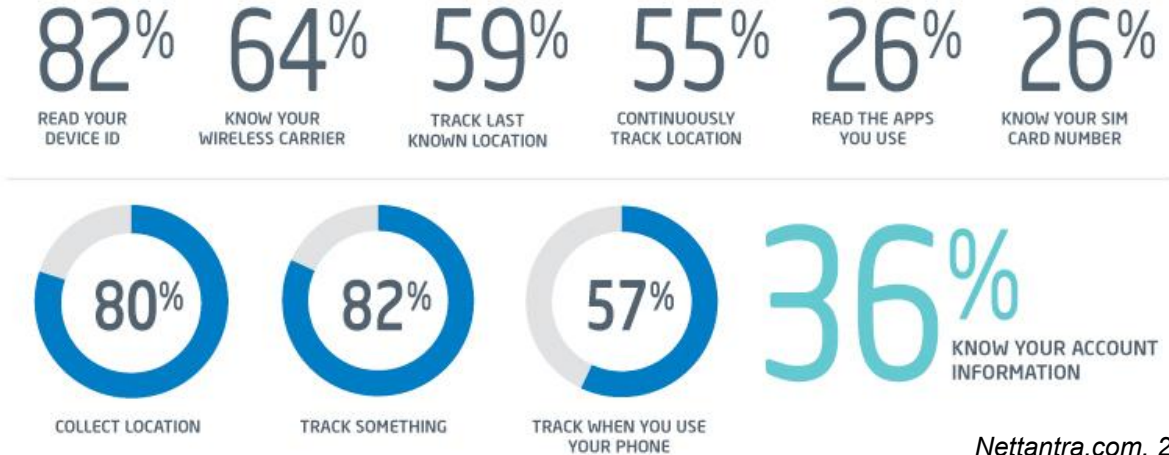 82% 64% 59% 55% 26% 26%
READ YOUR
DEVICE ID
KNOW YOUR
WIRELESS CARRIER
TRACK LAST
KNOWN LOCATION
CONTINUOUSLY
TRACK LOCATION
READ THE APPS
YOU USE
KNOW YOUR SIM
CARD NUMBER
80%
COLLECT LOCATION
82%
TRACK SOMETHING
57%
TRACK WHEN YOU USE
YOUR PHONE
36%
KNOW YOUR ACCOUNT
INFORMATION
Nettantra.com, 2